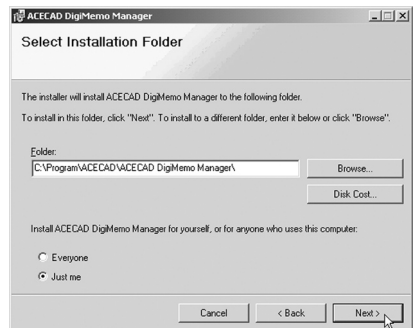 ACECAD DigiMemo Manager
Select Installation Folder
The installer will install ACECAD DigiMemo Manager to the following folder.
To install in this folder, click "Next". To install to a different folder, enter it below or click "Browse".
Folder:
C:\Program\ACECAD\ACECAD DigiMemo Manager\
Browse...
Disk Cost...
Install ACECAD DigiMemo Manager for yourself, or for anyone who uses this computer:
Everyone
Just me
Cancel < Back Next >